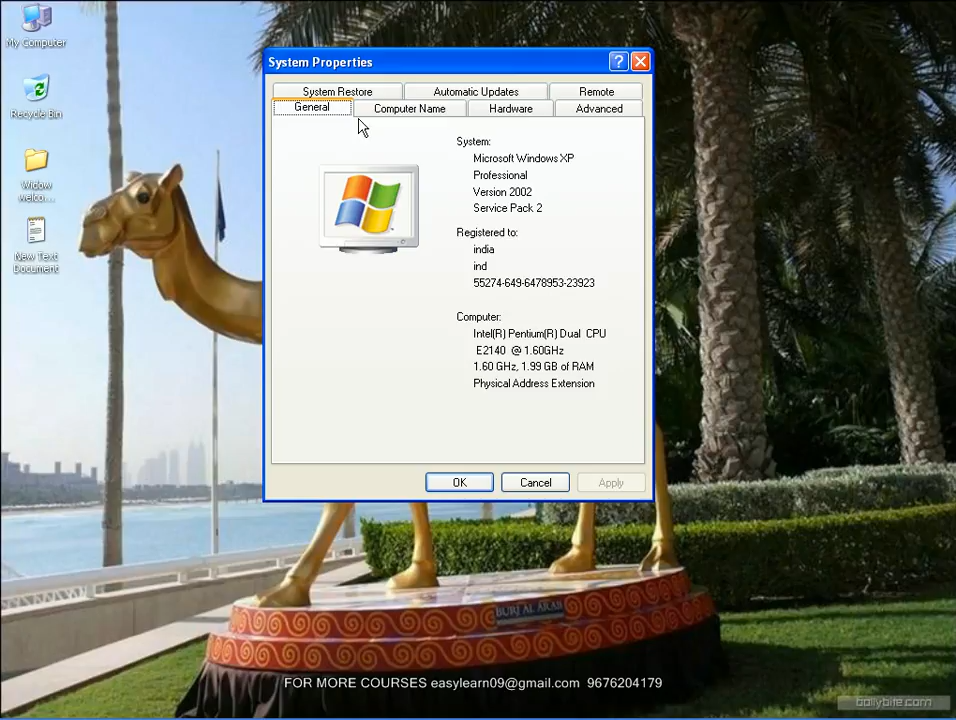 My Computer
Recycle Bin
Widow
welco...
New Text
Document
System Properties
System Restore
Automatic Updates
Remote
General
Computer Name
Hardware
Advanced
System:
Microsoft Windows XP
Professional
Version 2002
Service Pack 2
Registered to:
india
ind
55274-649-6478953-23923
Computer:
Intel(R) Pentium(R) Dual CPU
E2140 @ 1.60GHz
1.60 GHz, 1.99 GB of RAM
Physical Address Extension
OK
Cancel
Apply
BURJ AL ARAB
FOR MORE COURSES easylearn09@gmail.com 9676204179
bollybite.com